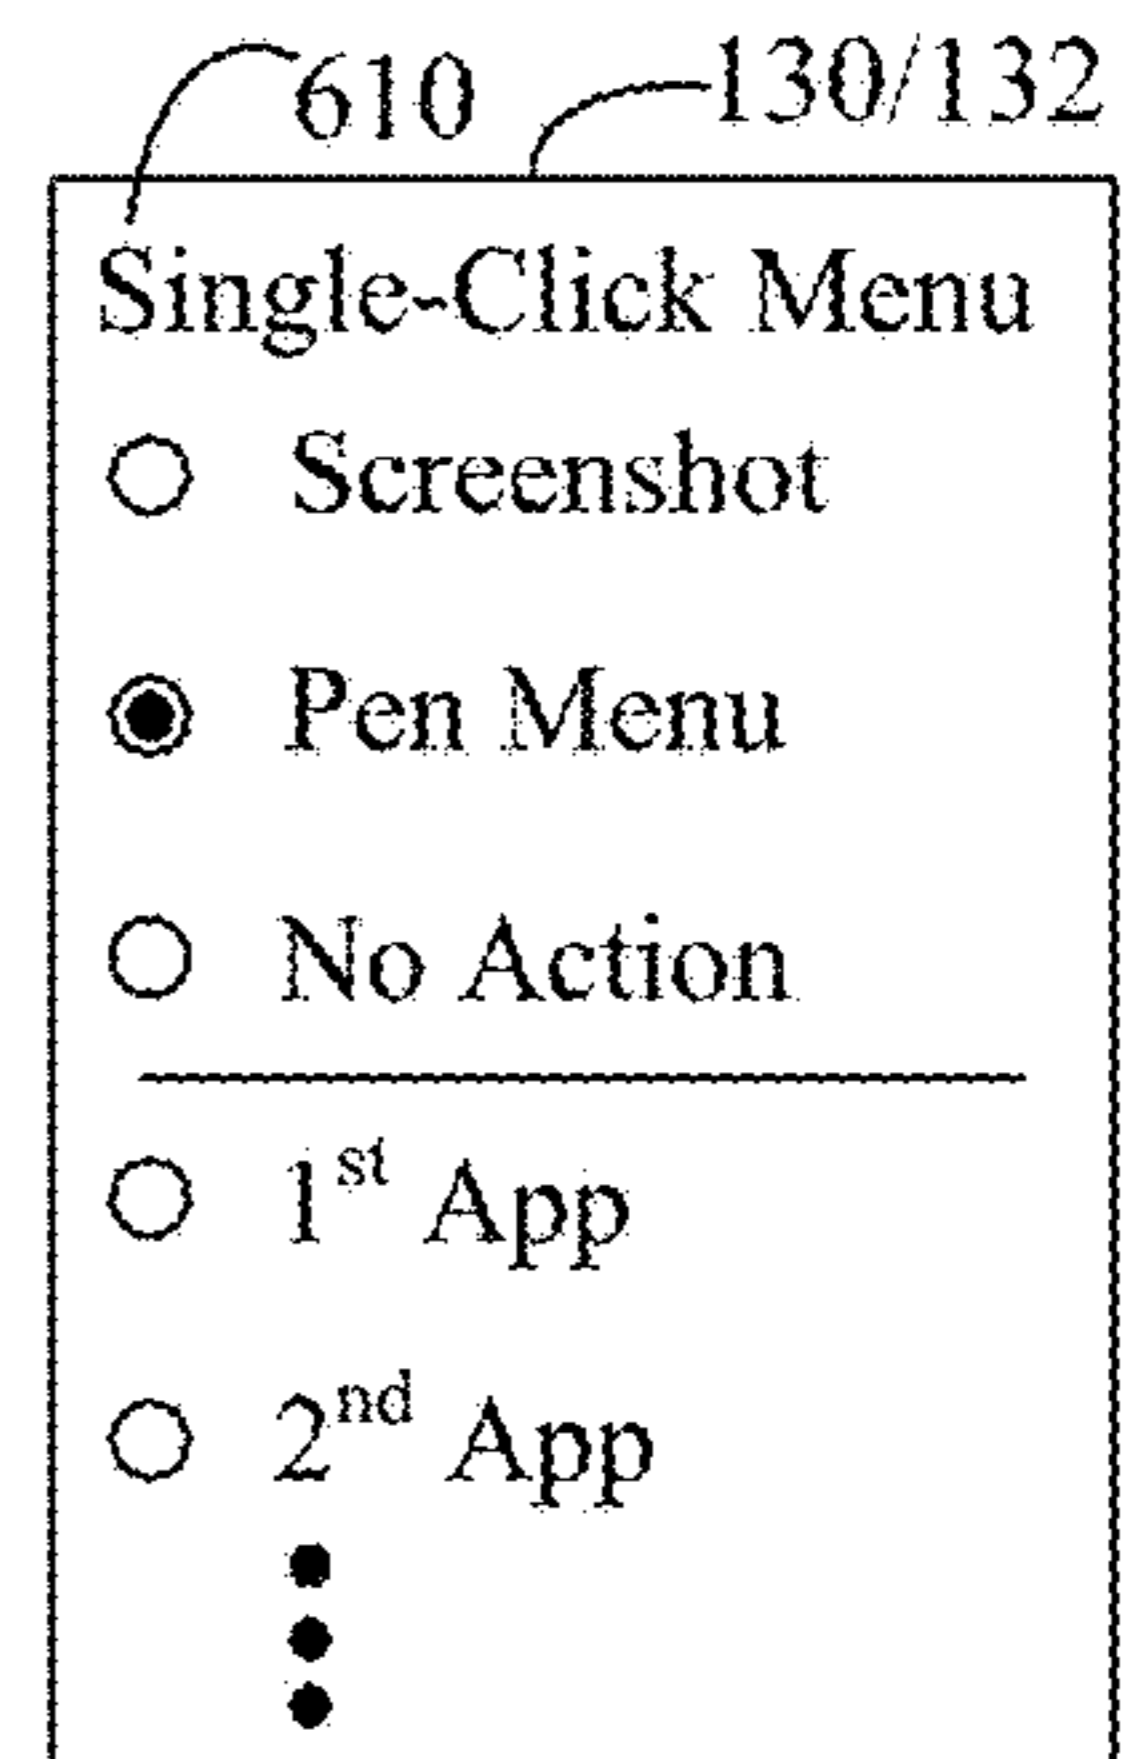 610 130/132
Single-Click Menu
Screenshot
Pen Menu
No Action
1st App
2nd App